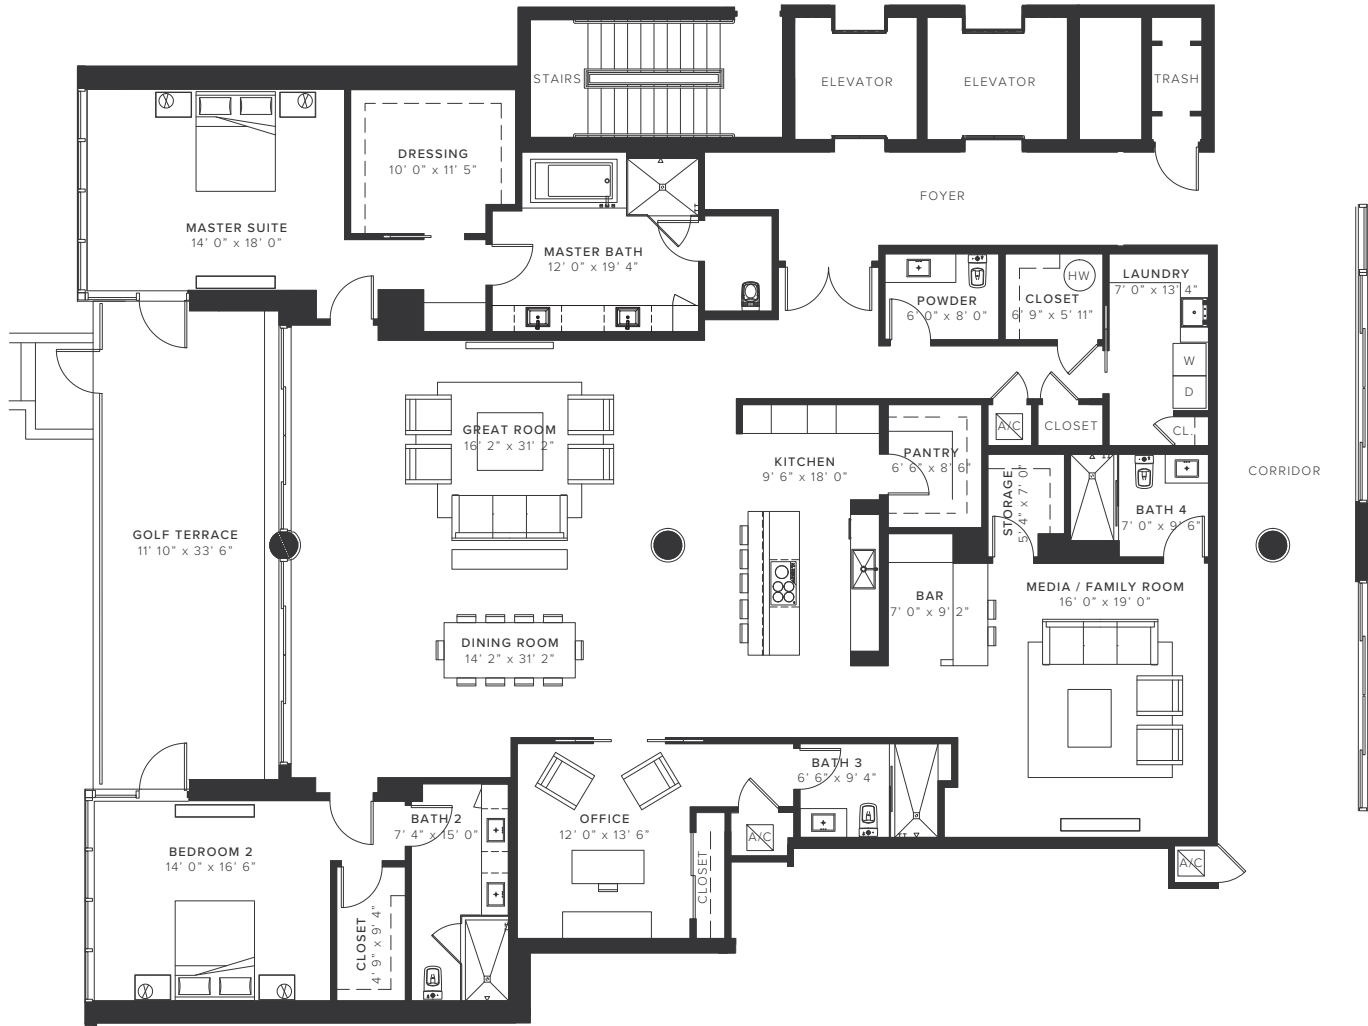 STAIRS
ELEVATOR
ELEVATOR
TRASH
DRESSING
10' 0" x 11' 5"
FOYER
MASTER SUITE
14' 0" x 18' 0"
MASTER BATH
12' 0" x 19' 4"
POWDER
6' 0" x 8' 0"
CLOSET
6' 9" x 5' 11"
HW
LAUNDRY
7' 0" x 13' 4"
W
D
GREAT ROOM
16' 2" x 31' 2"
KITCHEN
9' 6" x 18' 0"
PANTRY
6' 6" x 8' 6"
A/C
CLOSET
CL.
CORRIDOR
STORAGE
5' 4" x 7' 0"
BATH 4
7' 0" x 9' 6"
GOLF TERRACE
11' 10" x 33' 6"
BAR
7' 0" x 9' 2"
MEDIA / FAMILY ROOM
16' 0" x 19' 0"
DINING ROOM
14' 2" x 31' 2"
BATH 3
6' 6" x 9' 4"
BATH 2
7' 4" x 15' 0"
OFFICE
12' 0" x 13' 6"
A/C
BEDROOM 2
14' 0" x 16' 6"
CLOSET
4' 9" x 9' 4"
CLOSET
A/C